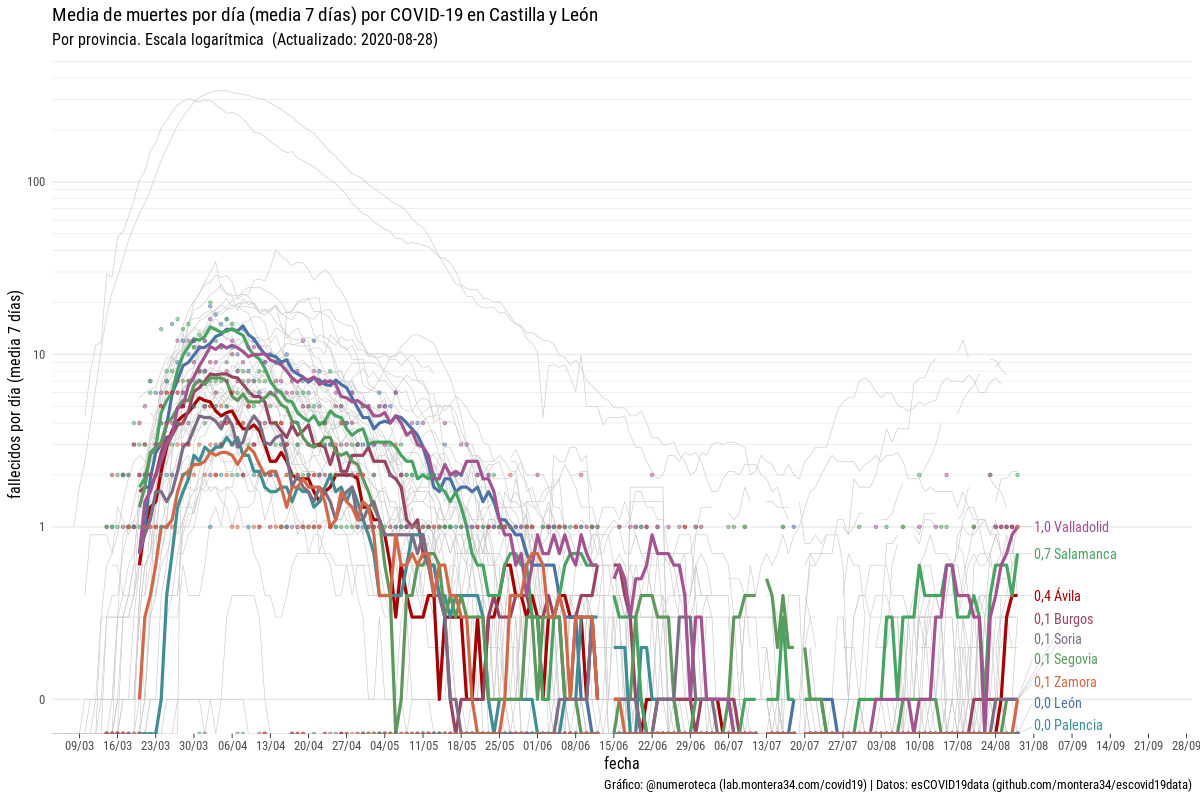 Media de muertes por día (media 7 días) por COVID-19 en Castilla y León
Por provincia. Escala logarítmica (Actualizado: 2020-08-28)
fallecidos por día (media 7 días)
100
10
1
0
1,0 Valladolid
0,7 Salamanca
0,4 Ávila
0,1 Burgos
0,1 Soria
0,1 Segovia
0,1 Zamora
0,0 León
0,0 Palencia
09/03 16/03 23/03 30/03 06/04 13/04 20/04 27/04 04/05 11/05 18/05 25/05 01/06 08/06 15/06 22/06 29/06 06/07 13/07 20/07 27/07 03/08 10/08 17/08 24/08 31/08 07/09 14/09 21/09 28/09
fecha
Gráfico: @numeroteca (lab.montera34.com/covid19) | Datos: esCOVID19data (github.com/montera34/escovid19data)